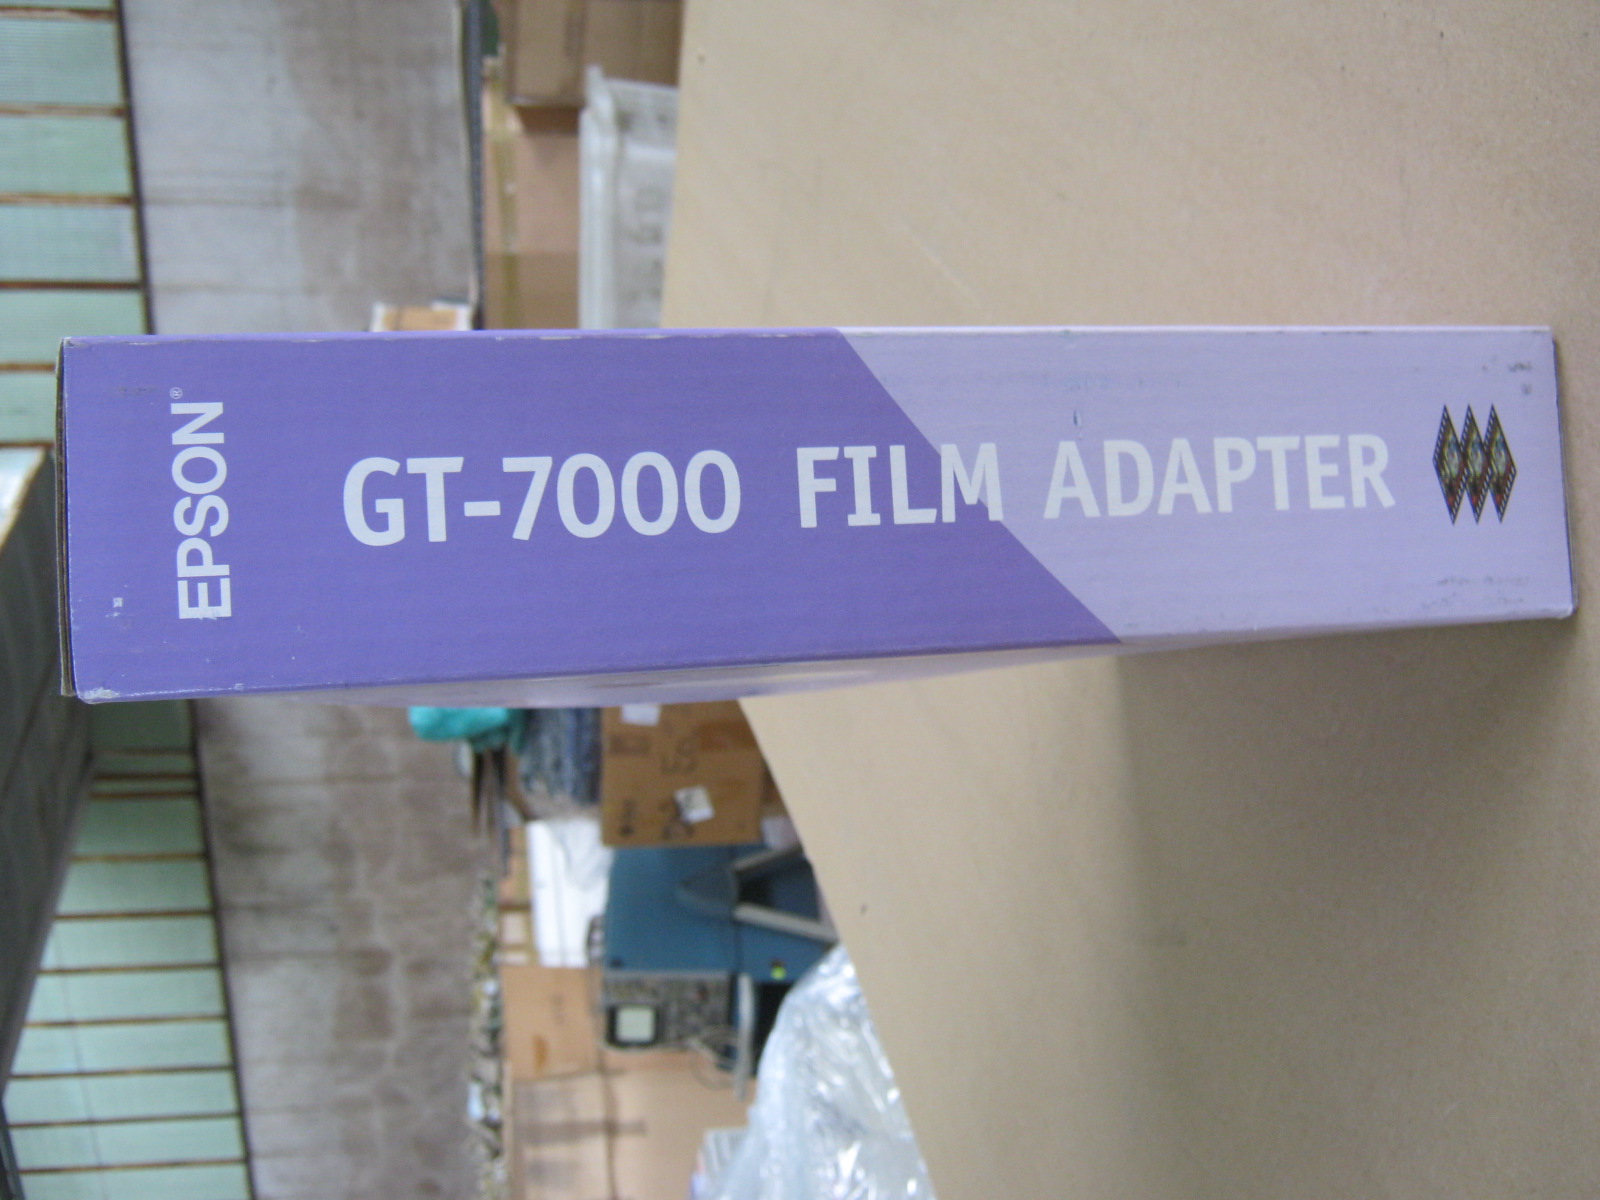 EPSON®
GT-7000 FILM ADAPTER